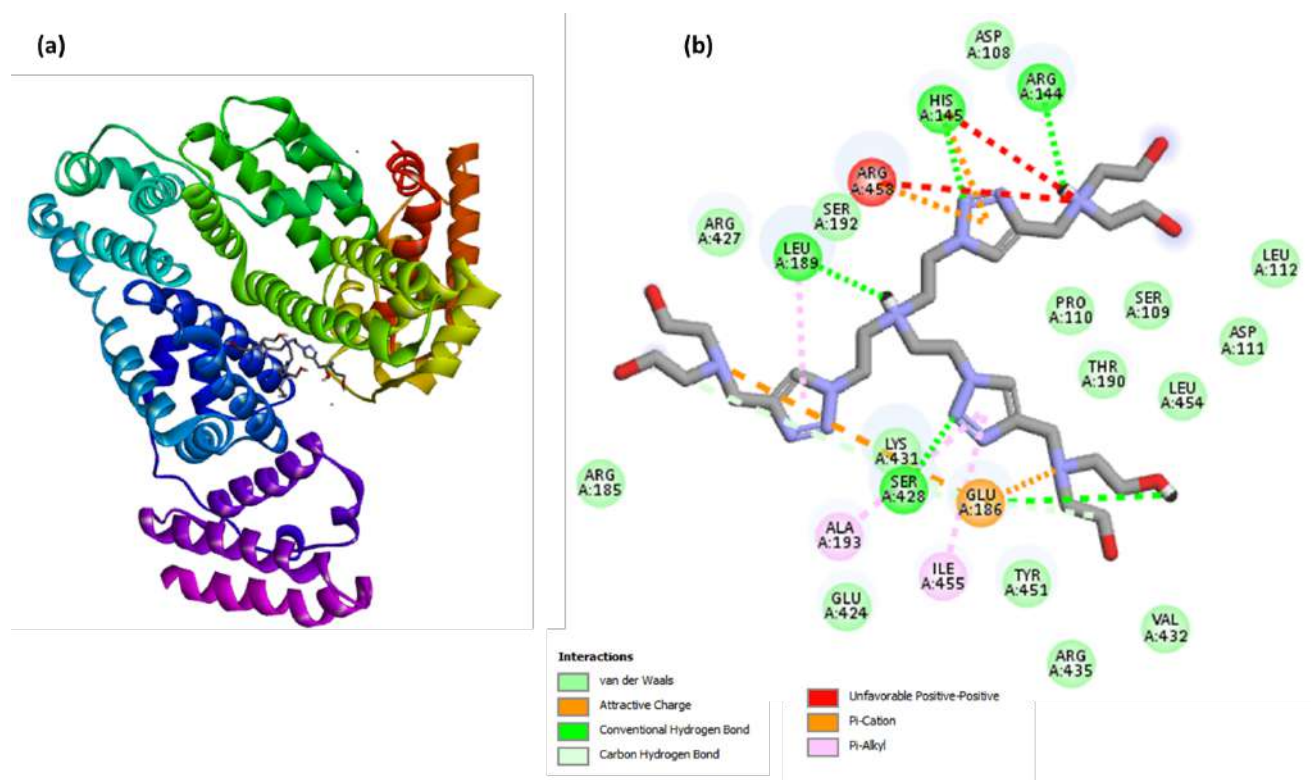 (a)
(b)
ASP
A:108
ARG
A:144
HIS
A:145
ARG
A:458
SER
A:192
ARG
A:427
LEU
A:189
LEU
A:112
PRO
A:110
SER
A:109
ASP
A:111
THR
A:190
LEU
A:454
LYS
A:431
ARG
A:185
SER
A:428
GLU
A:186
ALA
A:193
ILE
A:455
TYR
A:451
GLU
A:424
VAL
A:432
ARG
A:435
Interactions
van der Waals
Attractive Charge
Conventional Hydrogen Bond
Carbon Hydrogen Bond
Unfavorable Positive-Positive
Pi-Cation
Pi-Alkyl